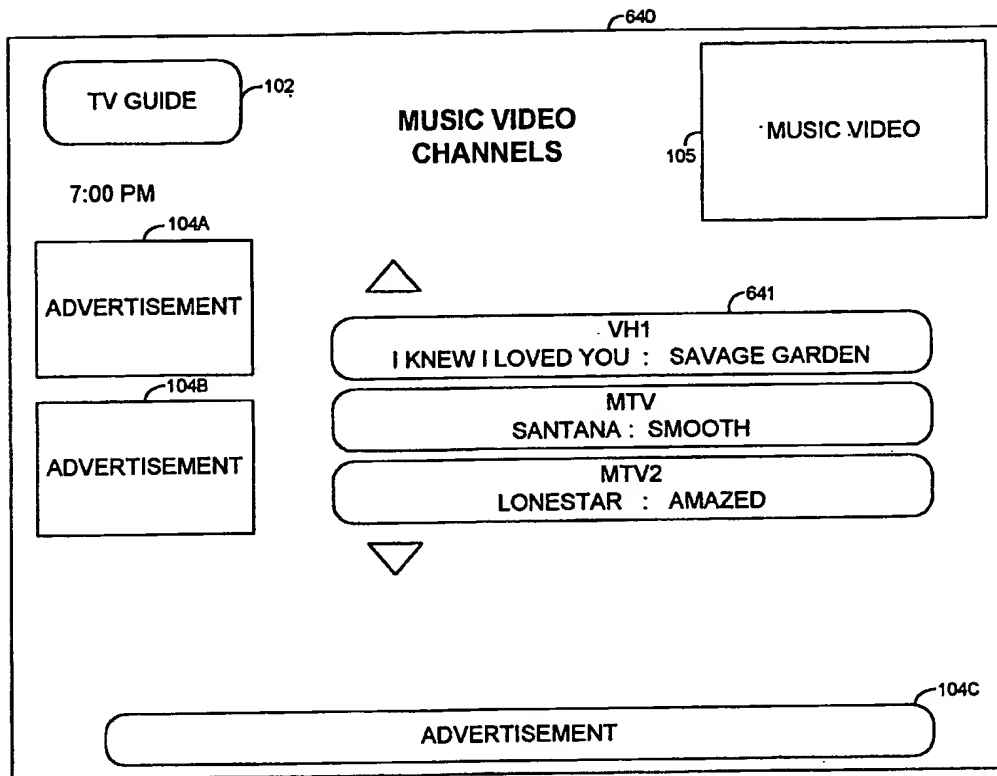 640
TV GUIDE
102
MUSIC VIDEO
CHANNELS
105
MUSIC VIDEO
7:00 PM
104A
ADVERTISEMENT
641
VH1
I KNEW I LOVED YOU : SAVAGE GARDEN
104B
ADVERTISEMENT
MTV
SANTANA : SMOOTH
MTV2
LONESTAR : AMAZED
104C
ADVERTISEMENT